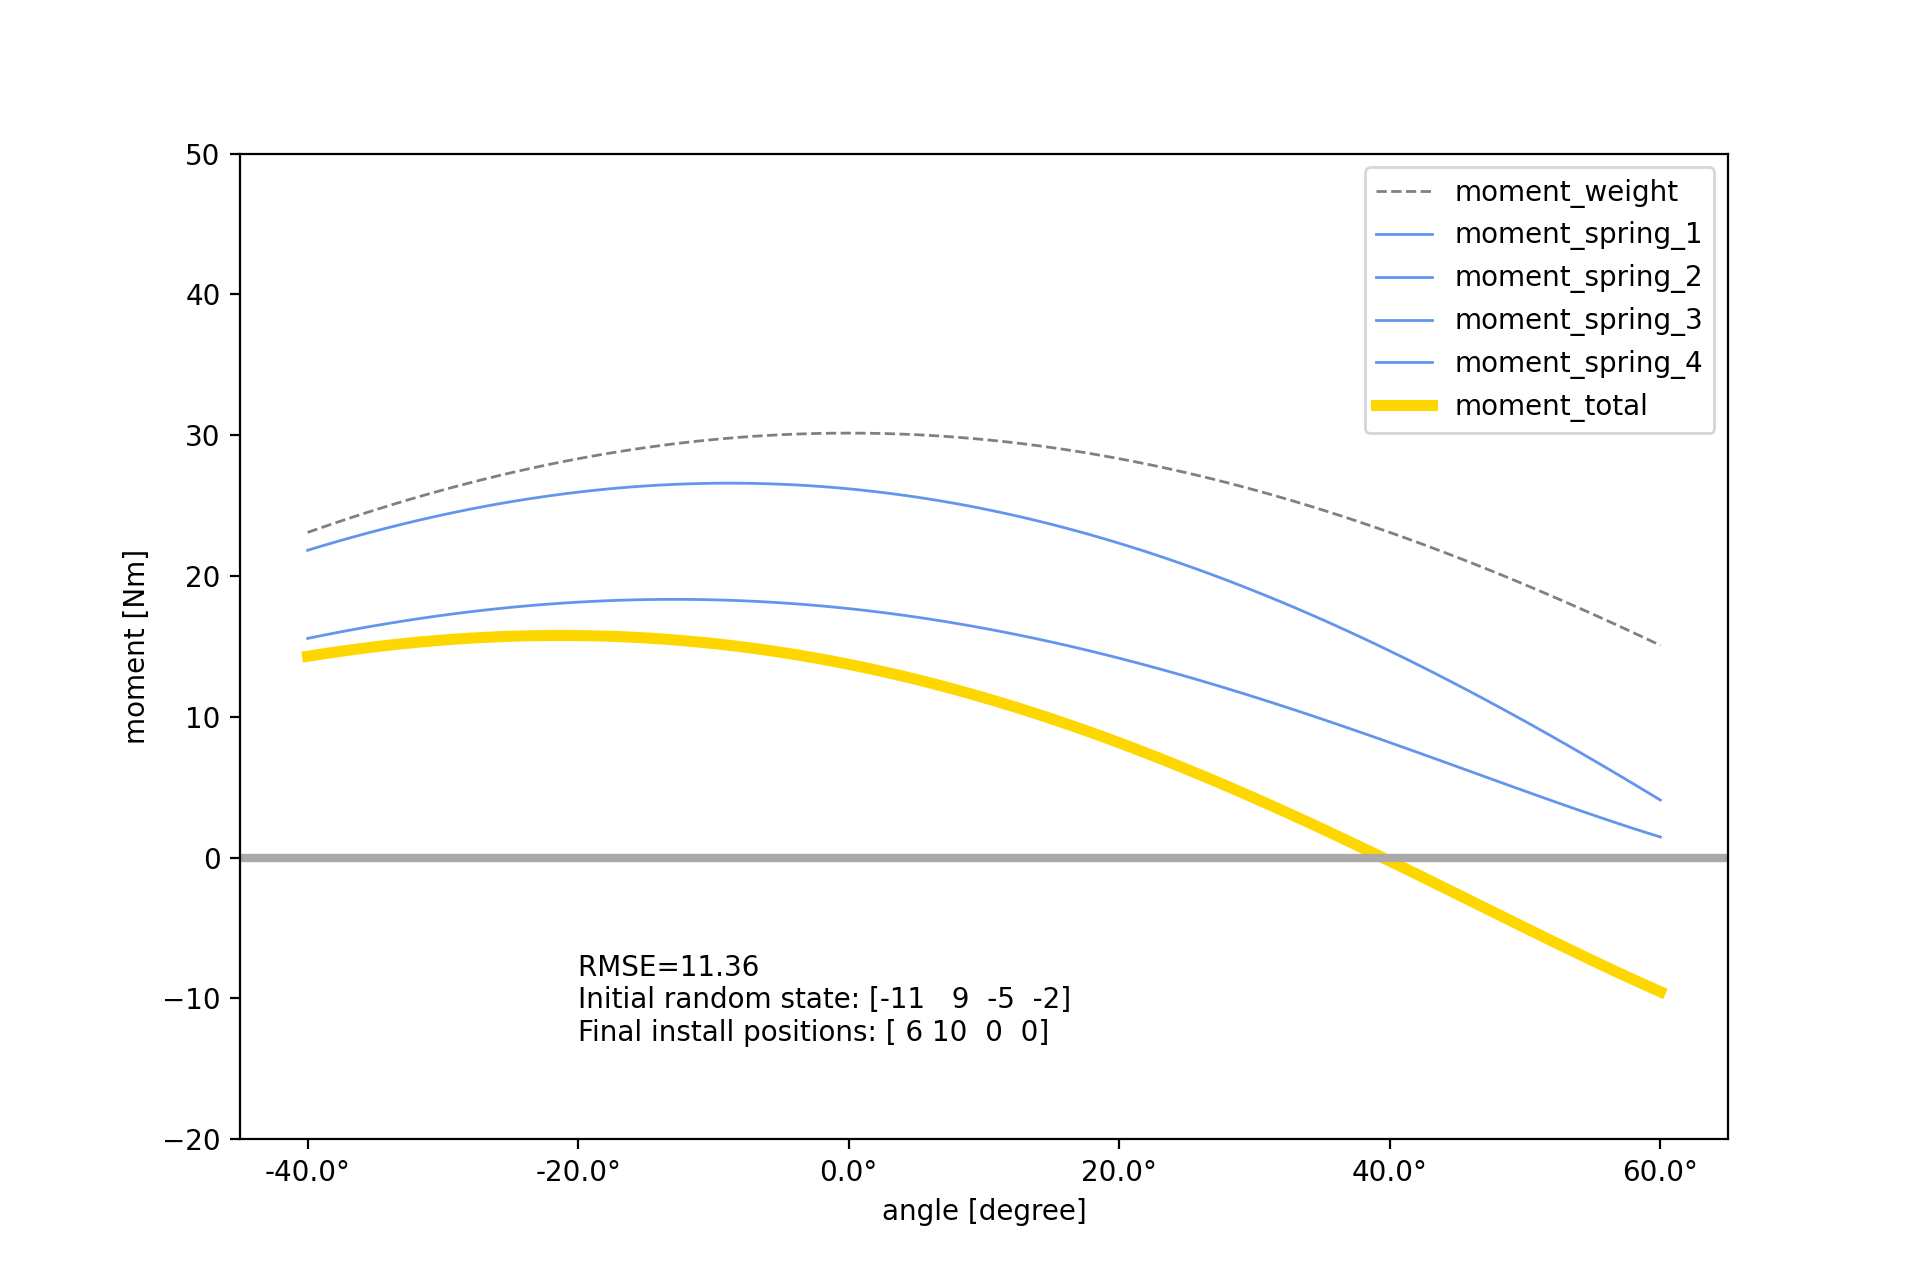 50
40
30
20
10
0
−10
−20
moment [Nm]
moment_weight
moment_spring_1
moment_spring_2
moment_spring_3
moment_spring_4
moment_total
RMSE=11.36
Initial random state: [-11   9  -5  -2]
Final install positions: [ 6 10  0  0]
-40.0° -20.0° 0.0° 20.0° 40.0° 60.0°
angle [degree]